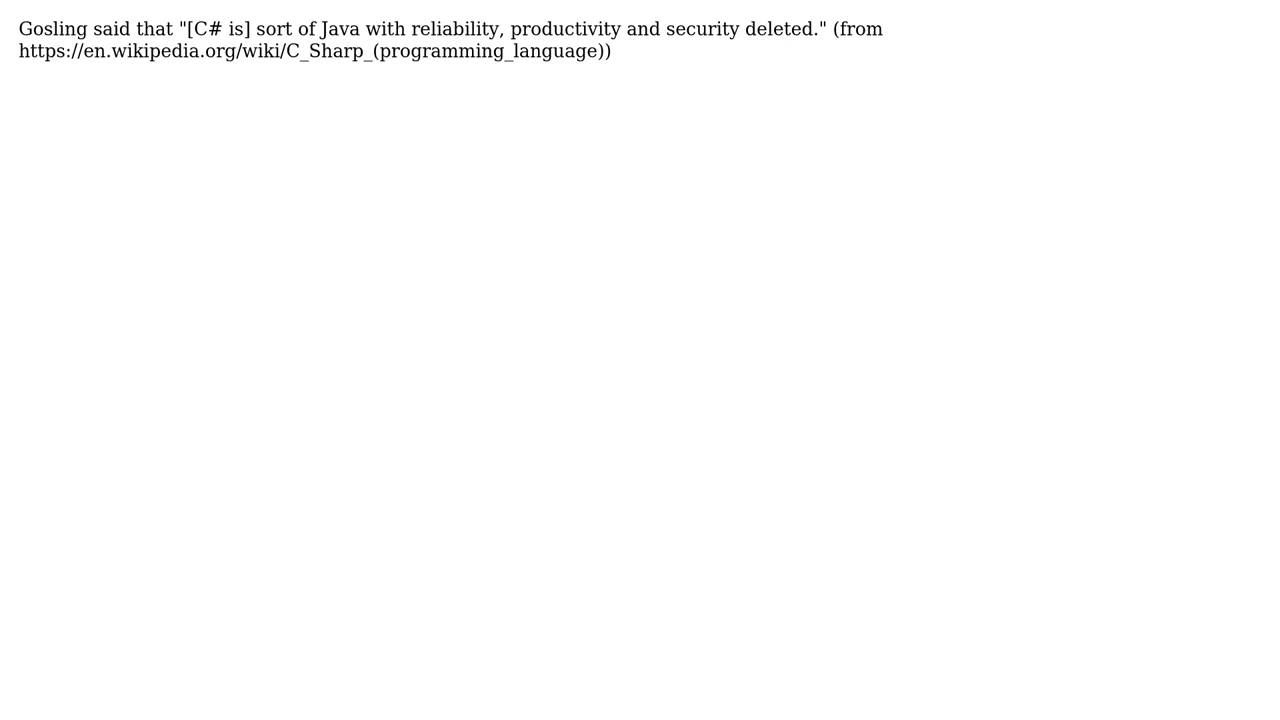 Gosling said that "[C# is] sort of Java with reliability, productivity and security deleted." (from
https://en.wikipedia.org/wiki/C_Sharp_(programming_language))